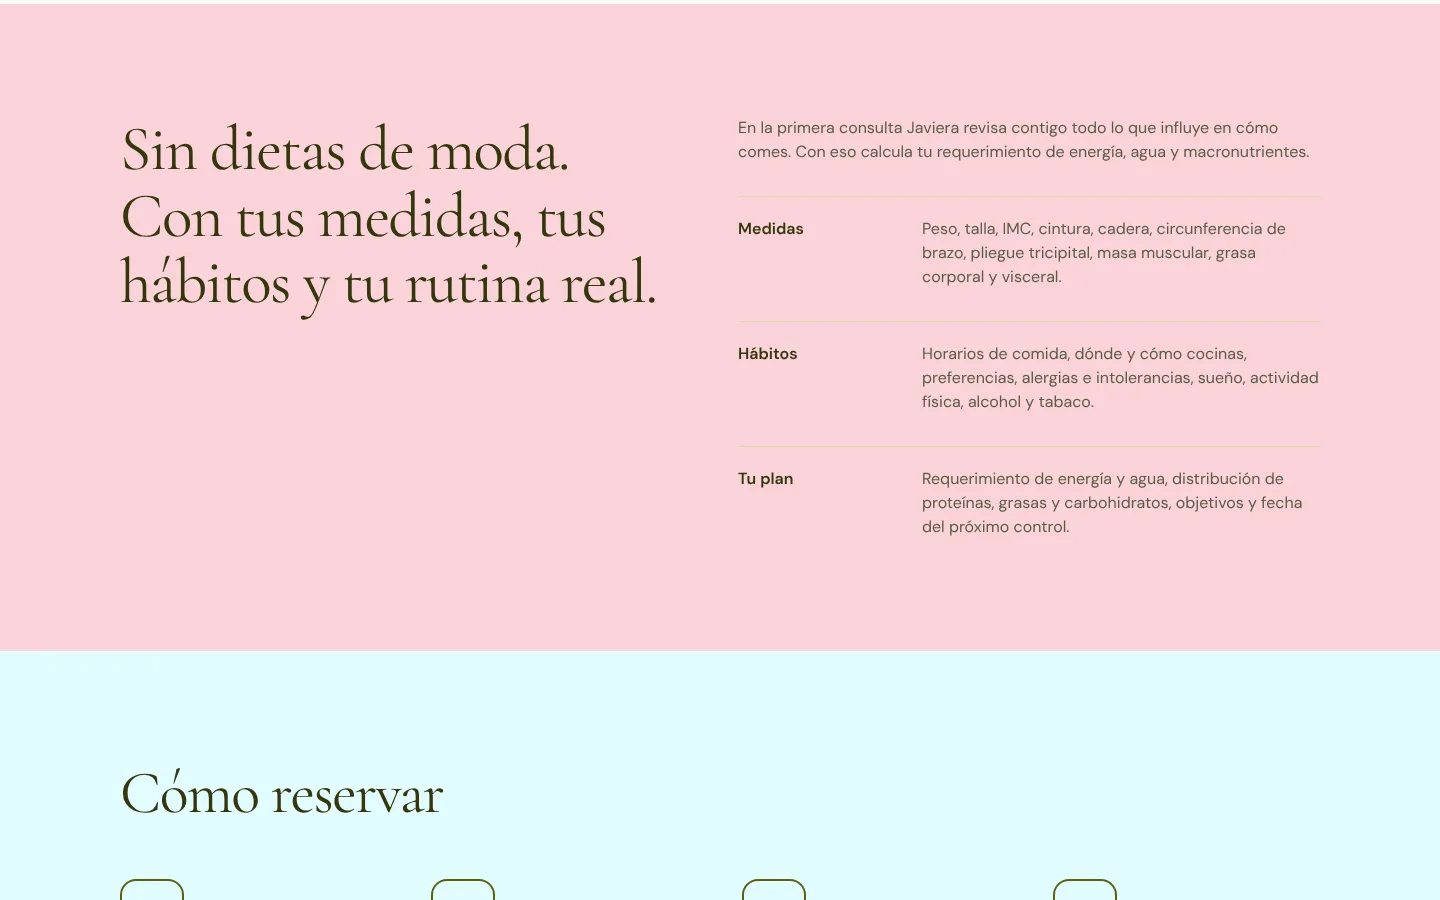 Sin dietas de moda.
Con tus medidas, tus
hábitos y tu rutina real.
En la primera consulta Javiera revisa contigo todo lo que influye en cómo
comes. Con eso calcula tu requerimiento de energía, agua y macronutrientes.
Medidas
Peso, talla, IMC, cintura, cadera, circunferencia de
brazo, pliegue tricipital, masa muscular, grasa
corporal y visceral.
Hábitos
Horarios de comida, dónde y cómo cocinas,
preferencias, alergias e intolerancias, sueño, actividad
física, alcohol y tabaco.
Tu plan
Requerimiento de energía y agua, distribución de
proteínas, grasas y carbohidratos, objetivos y fecha
del próximo control.
Cómo reservar